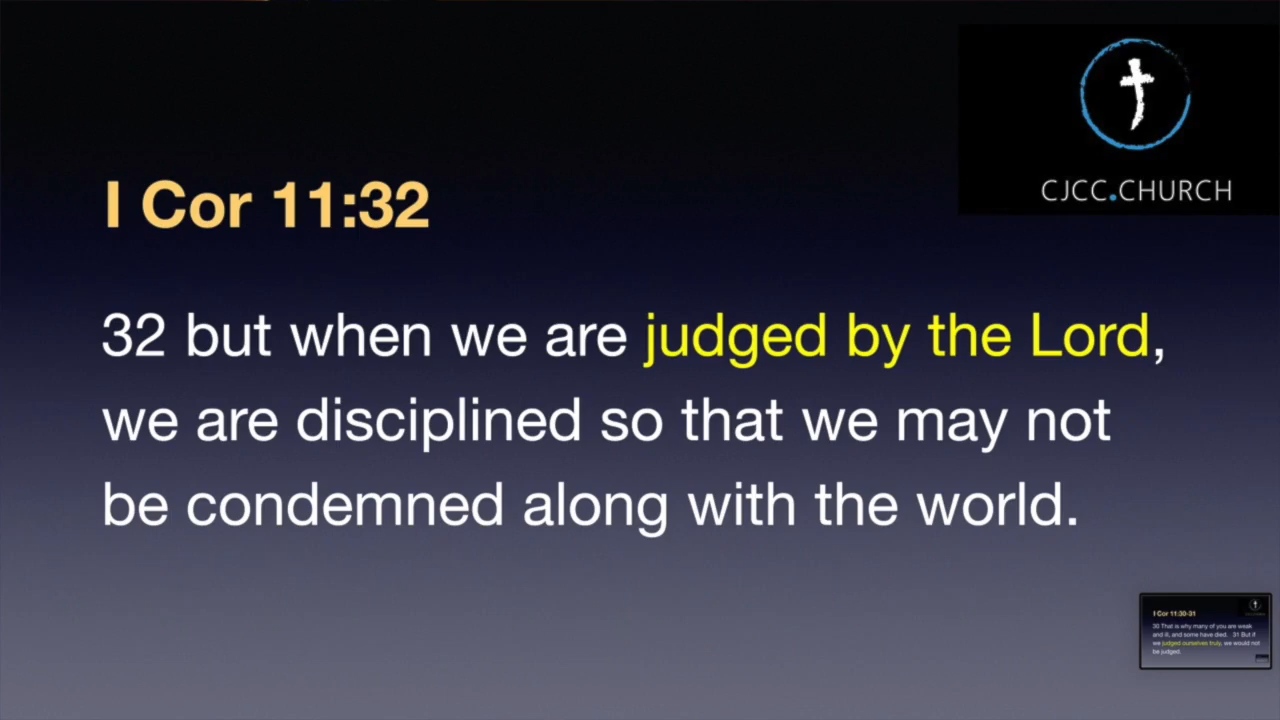 CJCC.CHURCH
I Cor 11:32
32 but when we are judged by the Lord,
we are disciplined so that we may not
be condemned along with the world.
I Cor 11:30-31
30 That is why many of you are weak
and ill, and some have died. 31 But if
we judged ourselves truly, we would not
be judged.